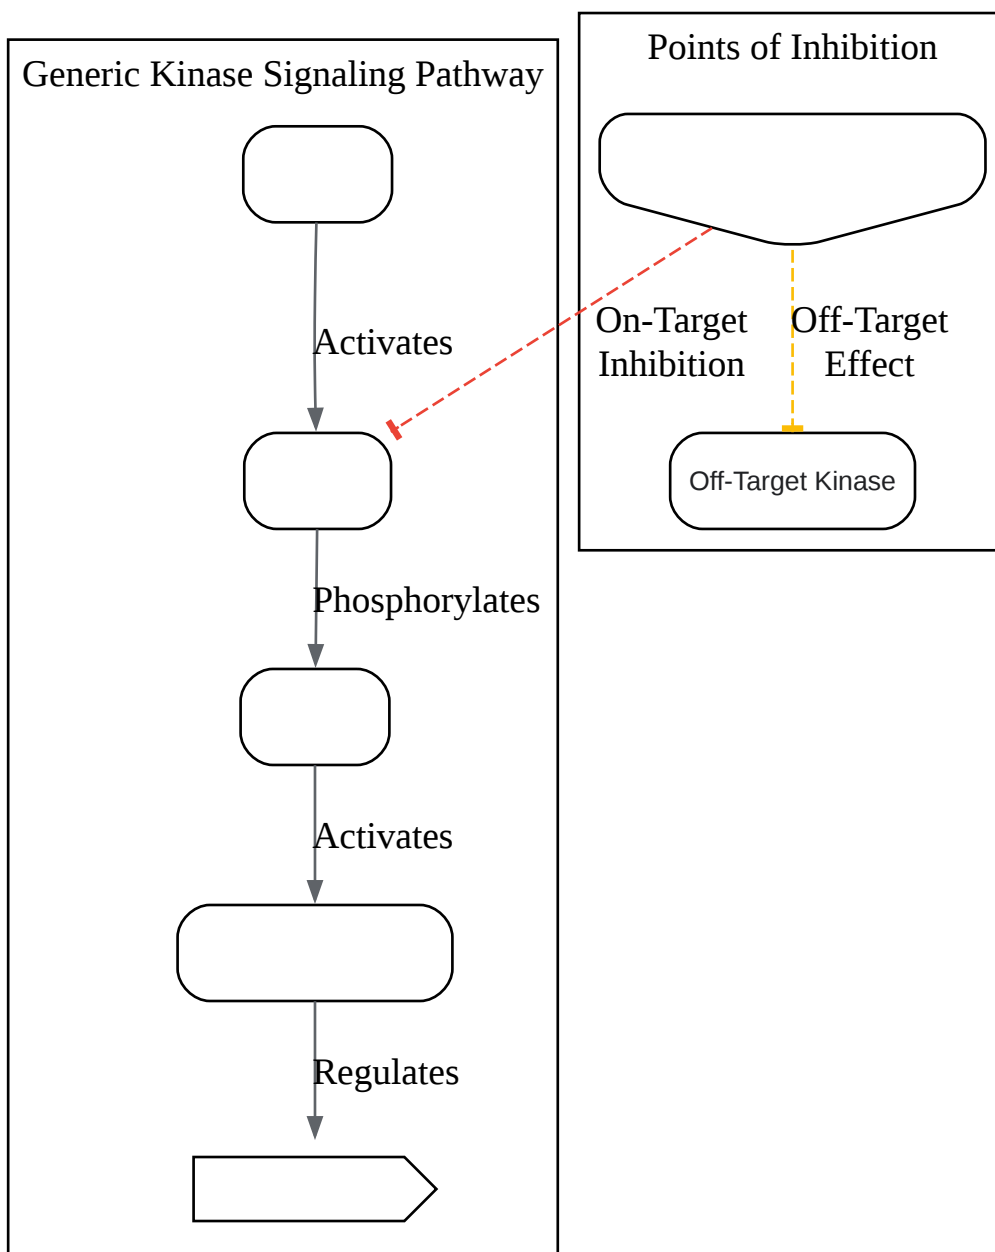 Generic Kinase Signaling Pathway
Activates
Phosphorylates
Activates
Regulates
Points of Inhibition
On-Target
Inhibition
Off-Target
Effect
Off-Target Kinase